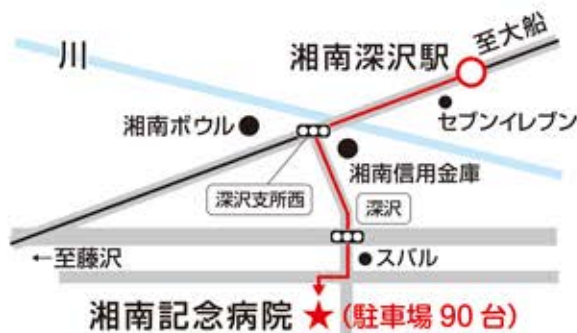 川
湘南深沢駅
至大船
湘南ボウル
セブンイレブン
湘南信用金庫
深沢支所西
深沢
←至藤沢
スバル
湘南記念病院 ★(駐車場90台)